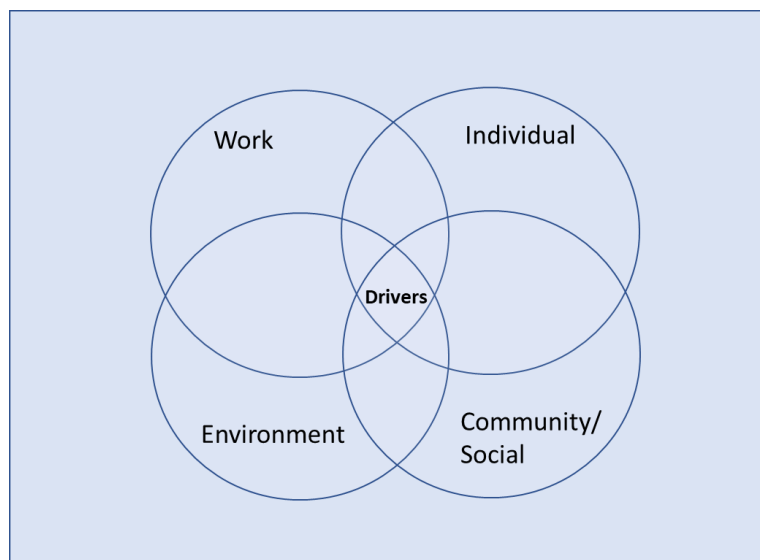 Work
Individual
Drivers
Environment
Community/
Social